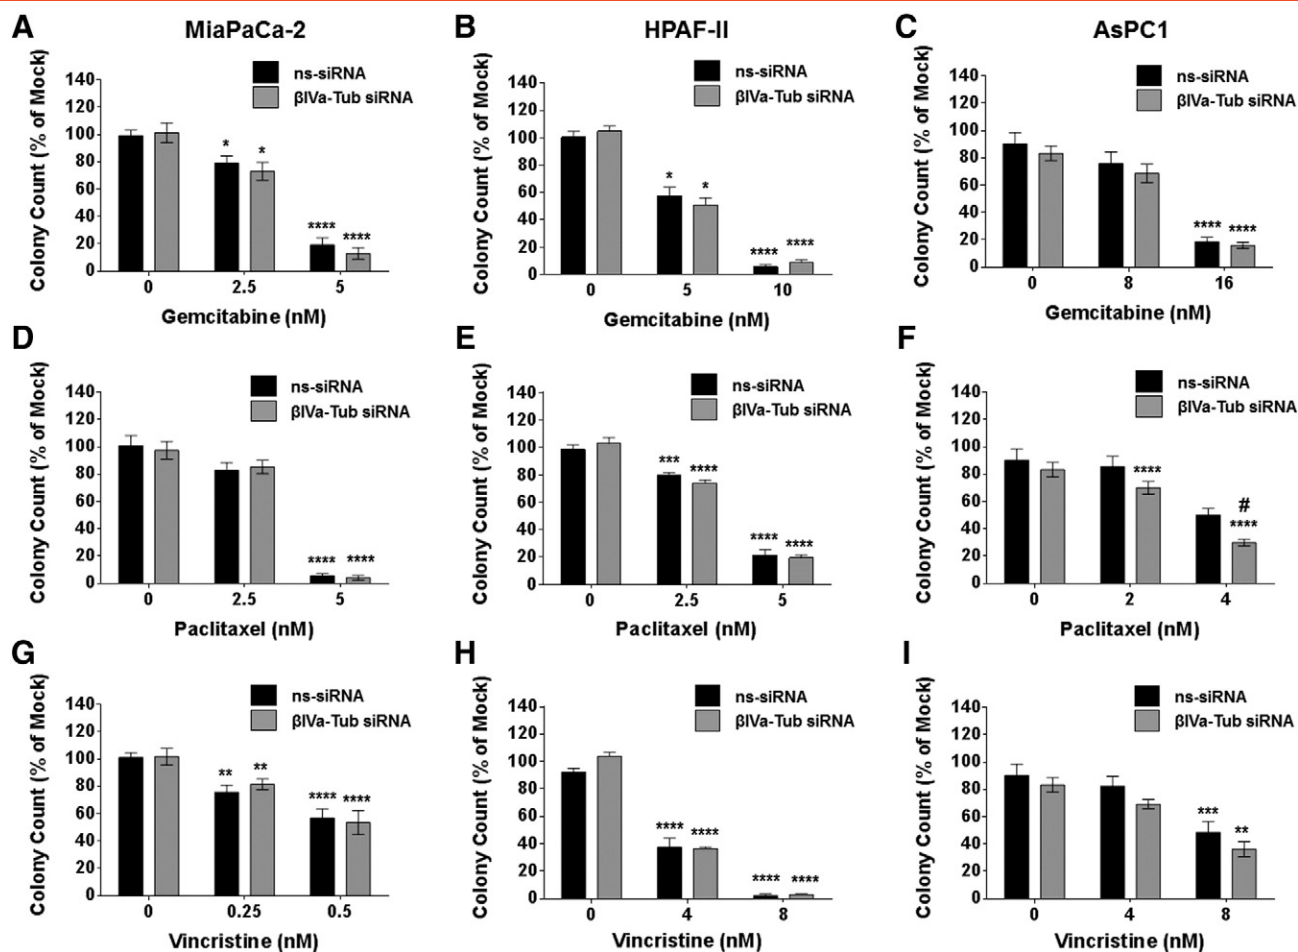 A
MiaPaCa-2
B
HPAF-II
C
AsPC1
Colony Count (% of Mock)
140
120
100
80
60
40
20
0
ns-siRNA
βIVa-Tub siRNA
*
*
****
****
0
2.5
5
Gemcitabine (nM)
Colony Count (% of Mock)
140
120
100
80
60
40
20
0
ns-siRNA
βIVa-Tub siRNA
*
*
****
****
0
5
10
Gemcitabine (nM)
Colony Count (% of Mock)
140
120
100
80
60
40
20
0
ns-siRNA
βIVa-Tub siRNA
****
****
0
8
16
Gemcitabine (nM)
D
Colony Count (% of Mock)
140
120
100
80
60
40
20
0
ns-siRNA
βIVa-Tub siRNA
****
****
0
2.5
5
Paclitaxel (nM)
E
Colony Count (% of Mock)
140
120
100
80
60
40
20
0
ns-siRNA
βIVa-Tub siRNA
***
****
****
****
0
2.5
5
Paclitaxel (nM)
F
Colony Count (% of Mock)
140
120
100
80
60
40
20
0
ns-siRNA
βIVa-Tub siRNA
****
#
****
0
2
4
Paclitaxel (nM)
G
Colony Count (% of Mock)
140
120
100
80
60
40
20
0
ns-siRNA
βIVa-Tub siRNA
**
**
****
****
0
0.25
0.5
Vincristine (nM)
H
Colony Count (% of Mock)
140
120
100
80
60
40
20
0
ns-siRNA
βIVa-Tub siRNA
****
****
****
****
0
4
8
Vincristine (nM)
I
Colony Count (% of Mock)
140
120
100
80
60
40
20
0
ns-siRNA
βIVa-Tub siRNA
***
**
0
4
8
Vincristine (nM)